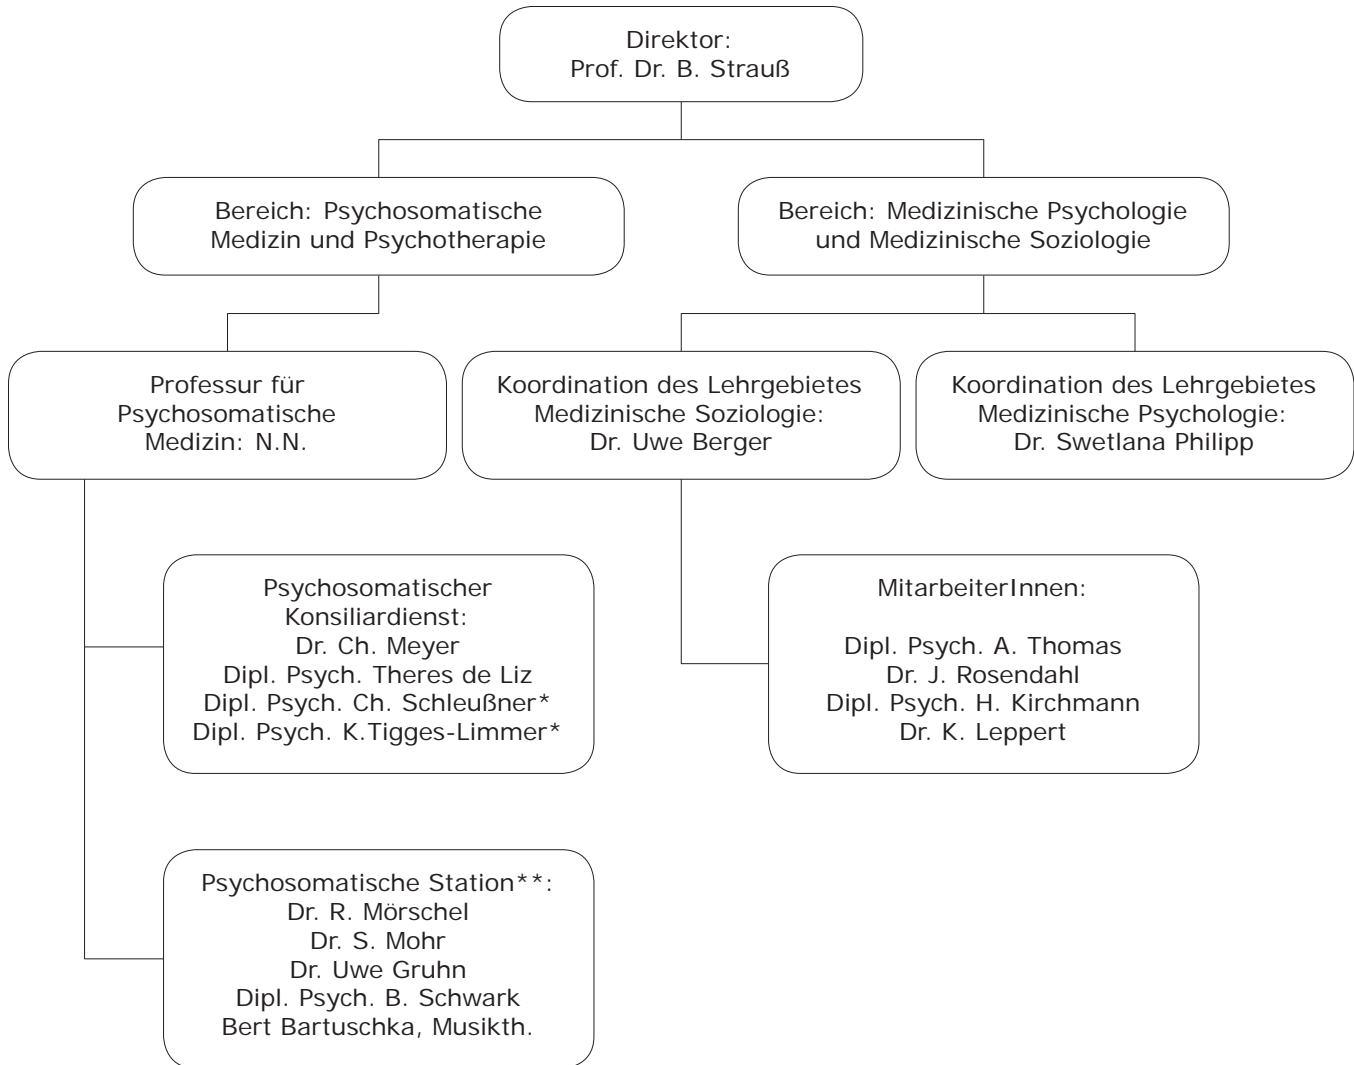 Direktor:
Prof. Dr. B. Strauß
Bereich: Psychosomatische
Medizin und Psychotherapie
Bereich: Medizinische Psychologie
und Medizinische Soziologie
Professur für
Psychosomatische
Medizin: N.N.
Koordination des Lehrgebietes
Medizinische Soziologie:
Dr. Uwe Berger
Koordination des Lehrgebietes
Medizinische Psychologie:
Dr. Swetlana Philipp
Psychosomatischer
Konsiliardienst:
Dr. Ch. Meyer
Dipl. Psych. Theres de Liz
Dipl. Psych. Ch. Schleußner*
Dipl. Psych. K.Tigges-Limmer*
MitarbeiterInnen:
Dipl. Psych. A. Thomas
Dr. J. Rosendahl
Dipl. Psych. H. Kirchmann
Dr. K. Leppert
Psychosomatische Station**:
Dr. R. Mörschel
Dr. S. Mohr
Dr. Uwe Gruhn
Dipl. Psych. B. Schwark
Bert Bartuschka, Musikth.